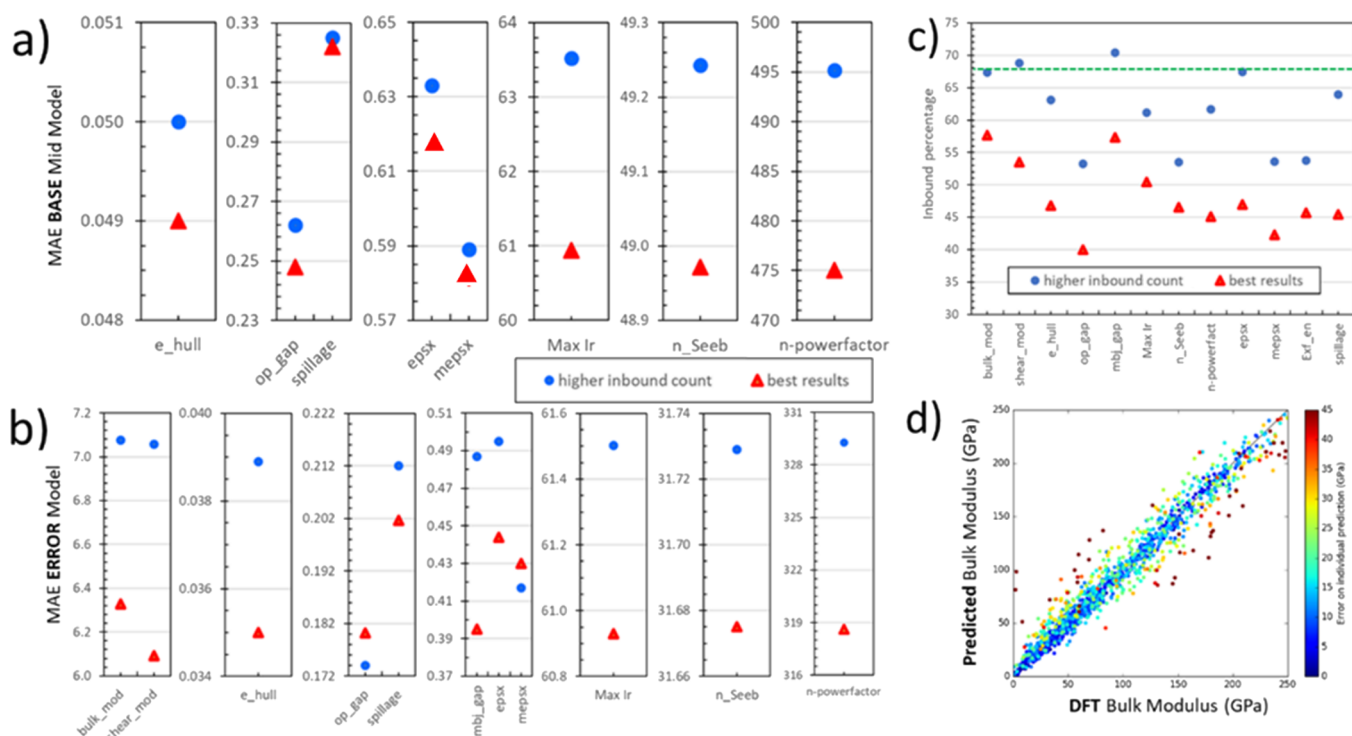 a)
MAE BASE Mid Model
0.051
0.050
0.049
0.048
e_hull
0.33
0.31
0.29
0.27
0.25
0.23
op_gap
spillage
0.65
0.63
0.61
0.59
0.57
epsx
mepsx
64
63
62
61
60
Max Ir
49.3
49.2
49.1
49.0
48.9
n_Seeb
500
495
490
485
480
475
470
n-powerfactor
higher inbound count
best results
b)
MAE ERROR Model
7.2
7.0
6.8
6.6
6.4
6.2
6.0
bulk_mod
shear_mod
0.040
0.038
0.036
0.034
e_hull
0.222
0.212
0.202
0.192
0.182
0.172
op_gap
spillage
0.51
0.49
0.47
0.45
0.43
0.41
0.39
0.37
mbj_gap
epsx
mepsx
61.6
61.4
61.2
61.0
60.8
Max Ir
31.74
31.72
31.70
31.68
31.66
n_Seeb
331
328
325
322
319
316
n-powerfactor
c)
Inbound percentage
75
70
65
60
55
50
45
40
35
30
higher inbound count
best results
bulk_mod
shear_mod
e_hull
op_gap
mbj_gap
Max Ir
n_Seeb
n-powerfact
epsx
mepsx
Exf_en
spillage
d)
Predicted Bulk Modulus (GPa)
250
200
150
100
50
0
0
50
100
150
200
250
DFT Bulk Modulus (GPa)
45
40
35
30
25
20
15
10
5
0
Error on individual prediction (GPa)